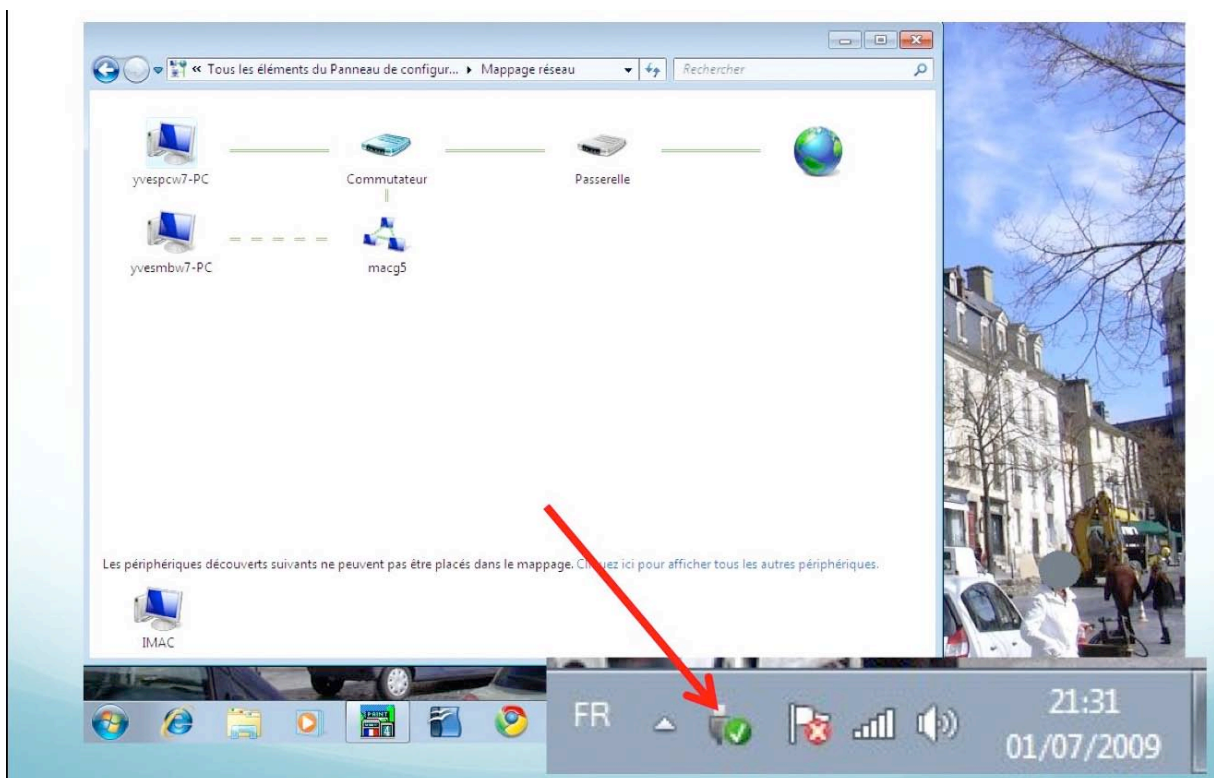 « Tous les éléments du Panneau de configur... Mappage réseau Rechercher
yvespcw7-PC Commutateur Passerelle
yvesmbw7-PC macg5
Les périphériques découverts suivants ne peuvent pas être placés dans le mappage. Cliquez ici pour afficher tous les autres périphériques.
IMAC
PAINT
4
FR
21:31
01/07/2009